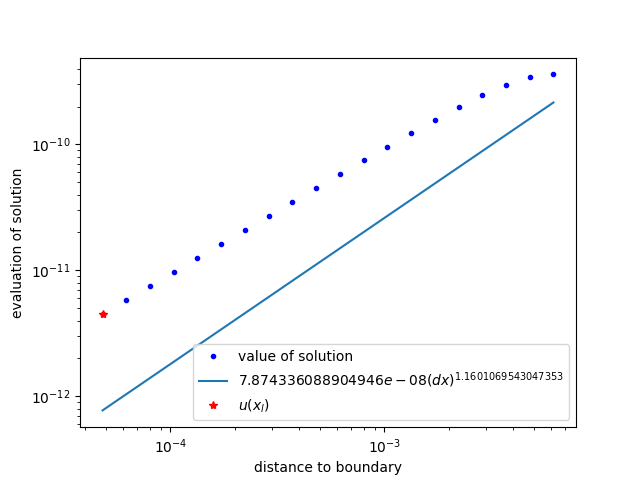 evaluation of solution
10⁻¹⁰
10⁻¹¹
10⁻¹²
value of solution
7.874336088904946e − 08(dx)^1.1601069543047353
u(x_l)
10⁻⁴
10⁻³
distance to boundary